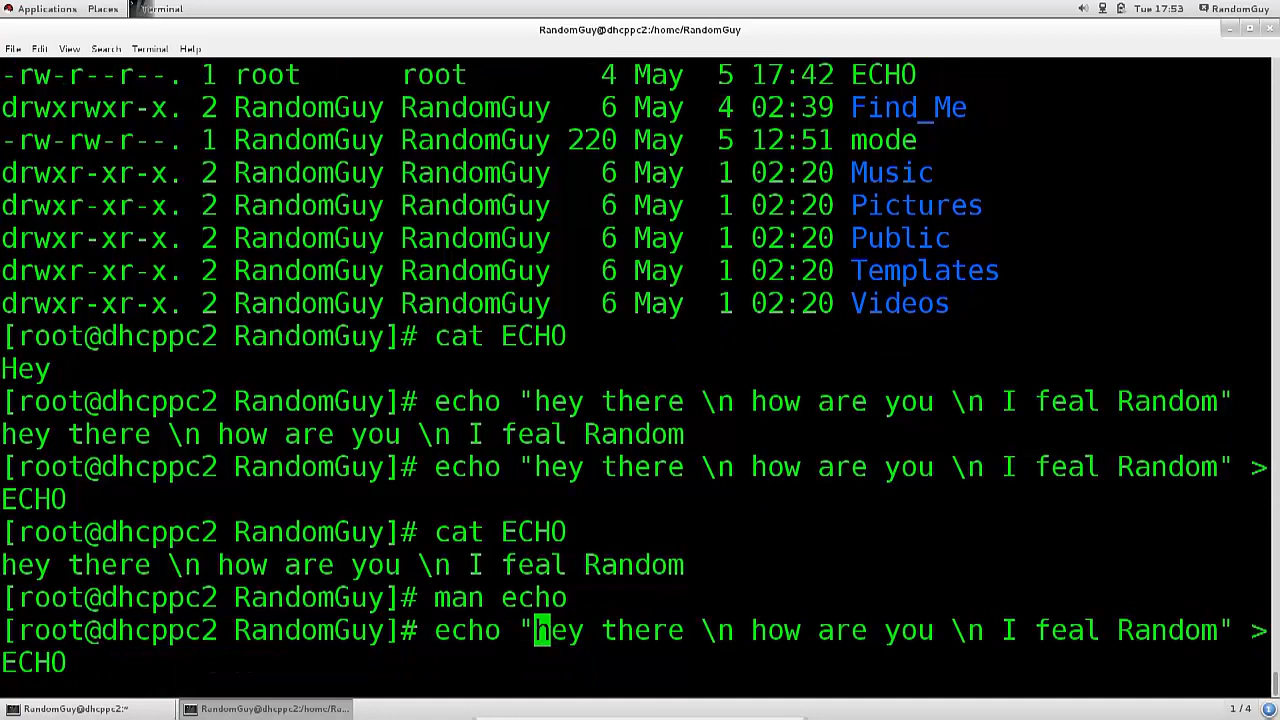 Applications Places Terminal Tue 17:53 RandomGuy
RandomGuy@dhcppc2:/home/RandomGuy
File Edit View Search Terminal Help
-rw-r--r--. 1 root root 4 May 5 17:42 ECHO
drwxrwxr-x. 2 RandomGuy RandomGuy 6 May 4 02:39 Find_Me
-rw-rw-r--. 1 RandomGuy RandomGuy 220 May 5 12:51 mode
drwxr-xr-x. 2 RandomGuy RandomGuy 6 May 1 02:20 Music
drwxr-xr-x. 2 RandomGuy RandomGuy 6 May 1 02:20 Pictures
drwxr-xr-x. 2 RandomGuy RandomGuy 6 May 1 02:20 Public
drwxr-xr-x. 2 RandomGuy RandomGuy 6 May 1 02:20 Templates
drwxr-xr-x. 2 RandomGuy RandomGuy 6 May 1 02:20 Videos
[root@dhcppc2 RandomGuy]# cat ECHO
Hey
[root@dhcppc2 RandomGuy]# echo "hey there \n how are you \n I feal Random"
hey there \n how are you \n I feal Random
[root@dhcppc2 RandomGuy]# echo "hey there \n how are you \n I feal Random" >
ECHO
[root@dhcppc2 RandomGuy]# cat ECHO
hey there \n how are you \n I feal Random
[root@dhcppc2 RandomGuy]# man echo
[root@dhcppc2 RandomGuy]# echo "hey there \n how are you \n I feal Random" >
ECHO
RandomGuy@dhcppc2:~ RandomGuy@dhcppc2:/home/Ra... 1 / 4